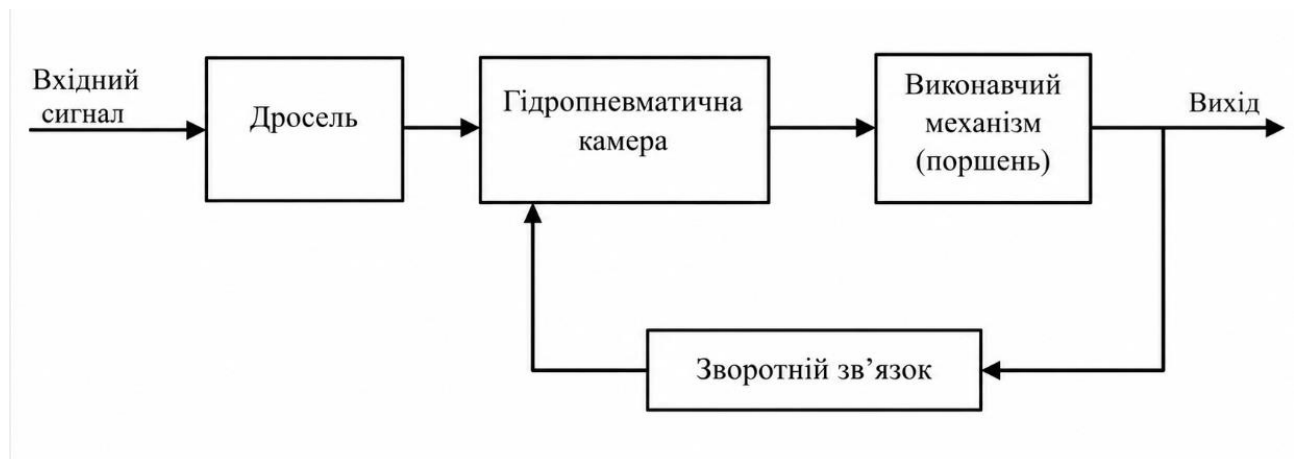 Вхідний
сигнал
Дросель
Гідропневматична
камера
Виконавчий
механізм
(поршень)
Вихід
Зворотній зв’язок